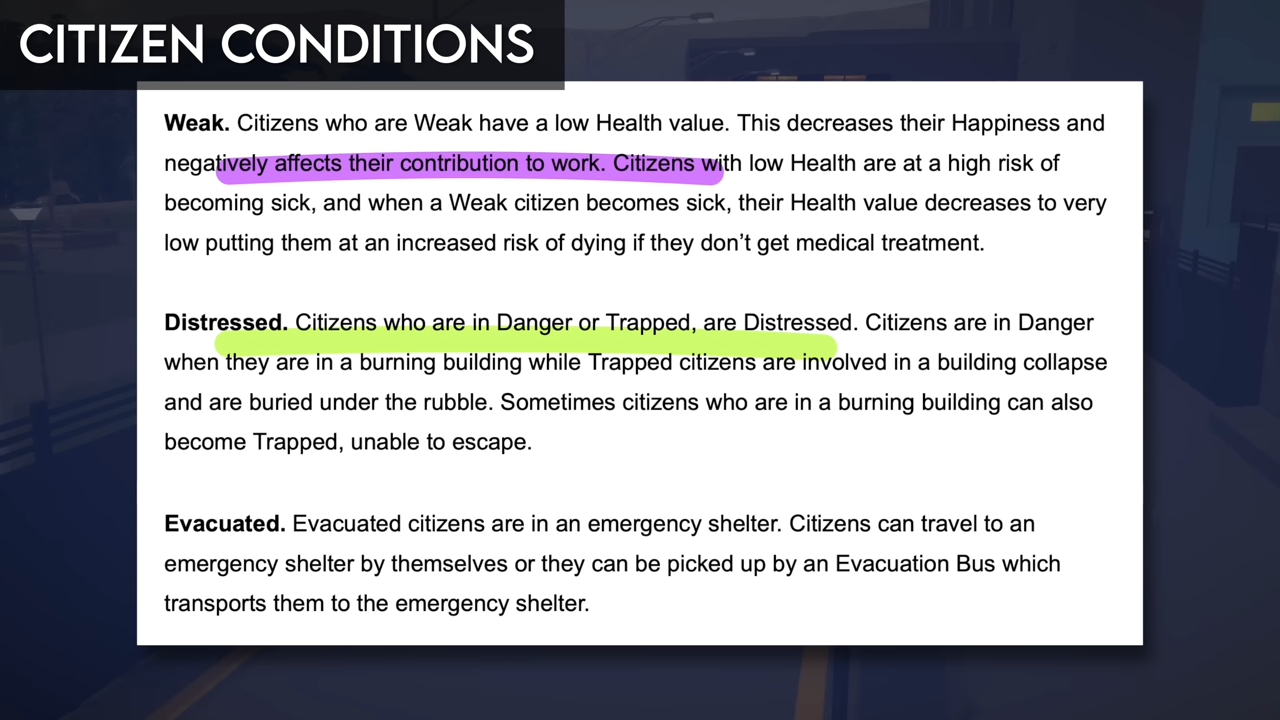 CITIZEN CONDITIONS
Weak. Citizens who are Weak have a low Health value. This decreases their Happiness and
negatively affects their contribution to work. Citizens with low Health are at a high risk of
becoming sick, and when a Weak citizen becomes sick, their Health value decreases to very
low putting them at an increased risk of dying if they don’t get medical treatment.
Distressed. Citizens who are in Danger or Trapped, are Distressed. Citizens are in Danger
when they are in a burning building while Trapped citizens are involved in a building collapse
and are buried under the rubble. Sometimes citizens who are in a burning building can also
become Trapped, unable to escape.
Evacuated. Evacuated citizens are in an emergency shelter. Citizens can travel to an
emergency shelter by themselves or they can be picked up by an Evacuation Bus which
transports them to the emergency shelter.